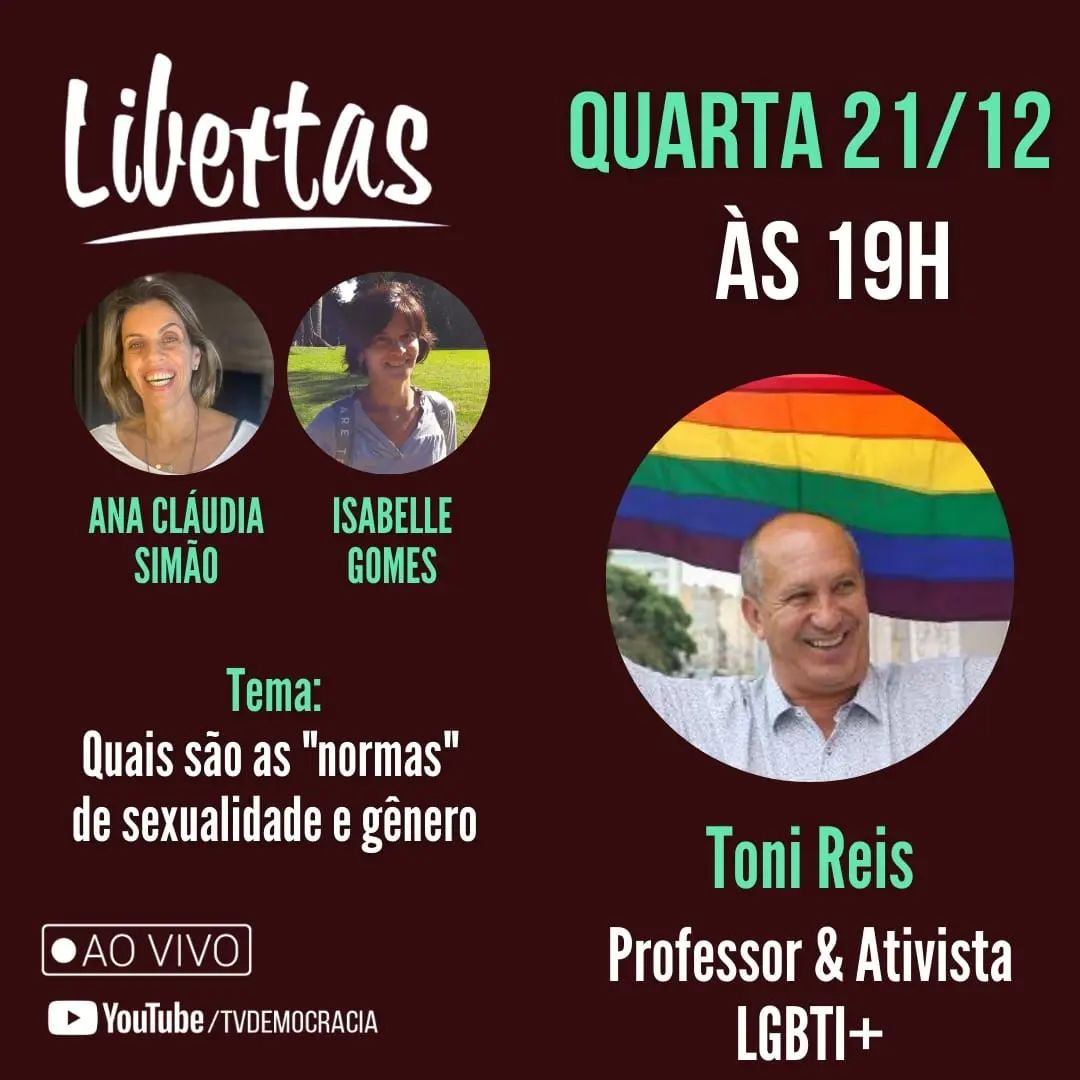 Libertas
QUARTA 21/12
ÀS 19H
ANA CLÁUDIA
SIMÃO
ISABELLE
GOMES
Tema:
Quais são as "normas"
de sexualidade e gênero
Toni Reis
Professor & Ativista
LGBTI+
AO VIVO
YouTube/TVDEMOCRACIA